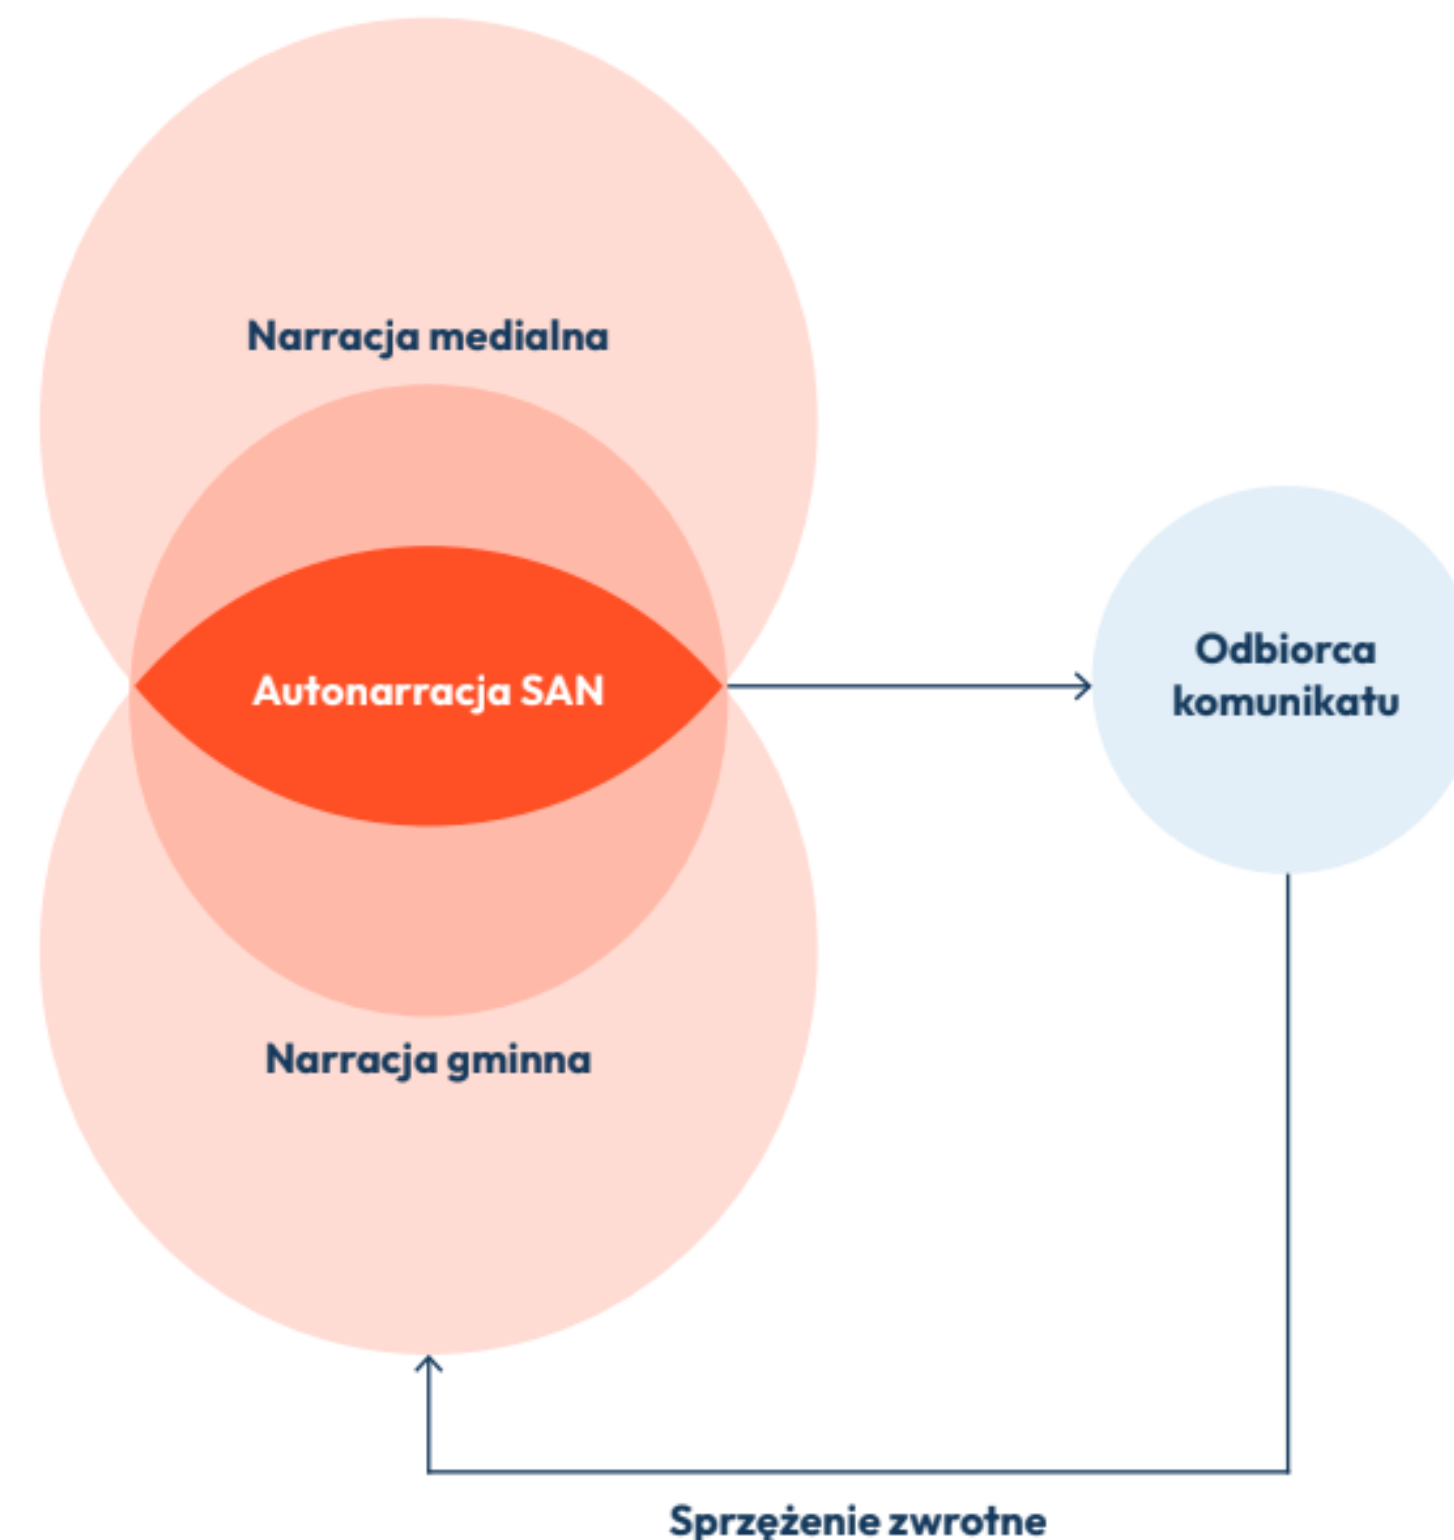 Narracja medialna
Autonarracja SAN
Odbiorca
komunikatu
Narracja gminna
Sprzężenie zwrotne